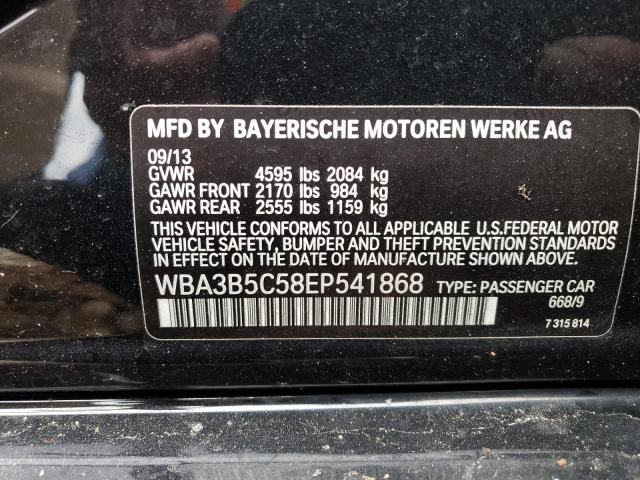 MFD BY BAYERISCHE MOTOREN WERKE AG
09/13
GVWR 4595 lbs 2084 kg
GAWR FRONT 2170 lbs 984 kg
GAWR REAR 2555 lbs 1159 kg
THIS VEHICLE CONFORMS TO ALL APPLICABLE U.S.FEDERAL MOTOR
VEHICLE SAFETY, BUMPER AND THEFT PREVENTION STANDARDS
IN EFFECT ON THE DATE OF MANUFACTURE SHOWN ABOVE.
WBA3B5C58EP541868 TYPE: PASSENGER CAR
668/9
7 315 814